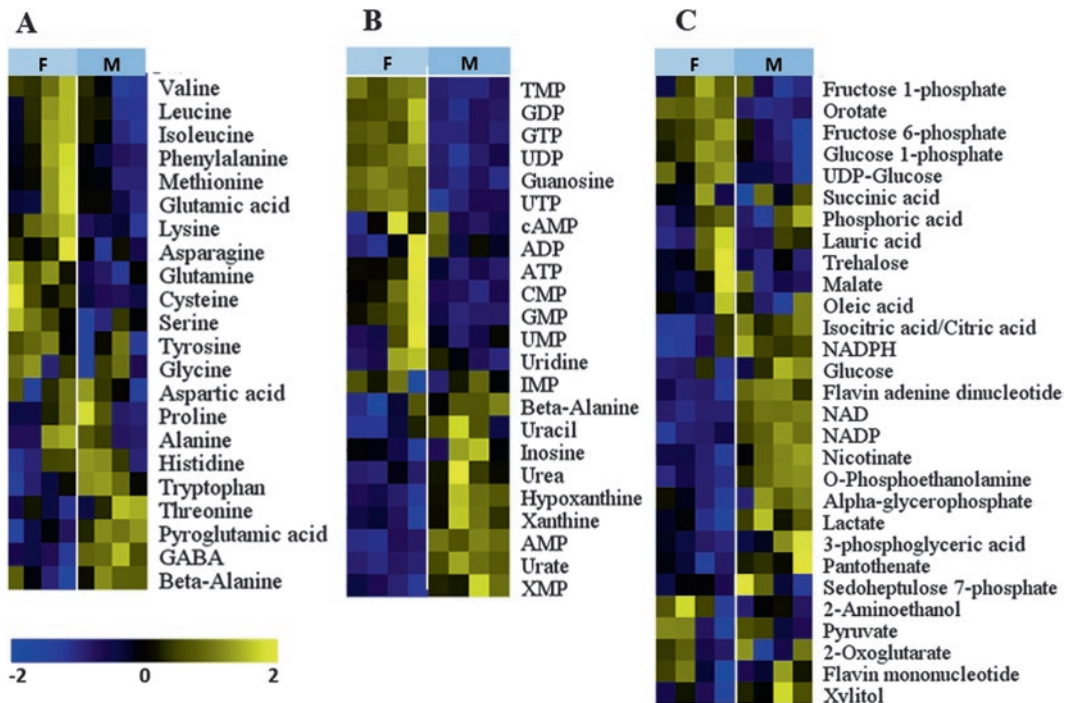 A
F M
Valine
Leucine
Isoleucine
Phenylalanine
Methionine
Glutamic acid
Lysine
Asparagine
Glutamine
Cysteine
Serine
Tyrosine
Glycine
Aspartic acid
Proline
Alanine
Histidine
Tryptophan
Threonine
Pyroglutamic acid
GABA
Beta-Alanine
-2 0 2
B
F M
TMP
GDP
GTP
UDP
Guanosine
UTP
cAMP
ADP
ATP
CMP
GMP
UMP
Uridine
IMP
Beta-Alanine
Uracil
Inosine
Urea
Hypoxanthine
Xanthine
AMP
Urate
XMP
C
F M
Fructose 1-phosphate
Orotate
Fructose 6-phosphate
Glucose 1-phosphate
UDP-Glucose
Succinic acid
Phosphoric acid
Lauric acid
Trehalose
Malate
Oleic acid
Isocitric acid/Citric acid
NADPH
Glucose
Flavin adenine dinucleotide
NAD
NADP
Nicotinate
O-Phosphoethanolamine
Alpha-glycerophosphate
Lactate
3-phosphoglyceric acid
Pantothenate
Sedoheptulose 7-phosphate
2-Aminoethanol
Pyruvate
2-Oxoglutarate
Flavin mononucleotide
Xylitol